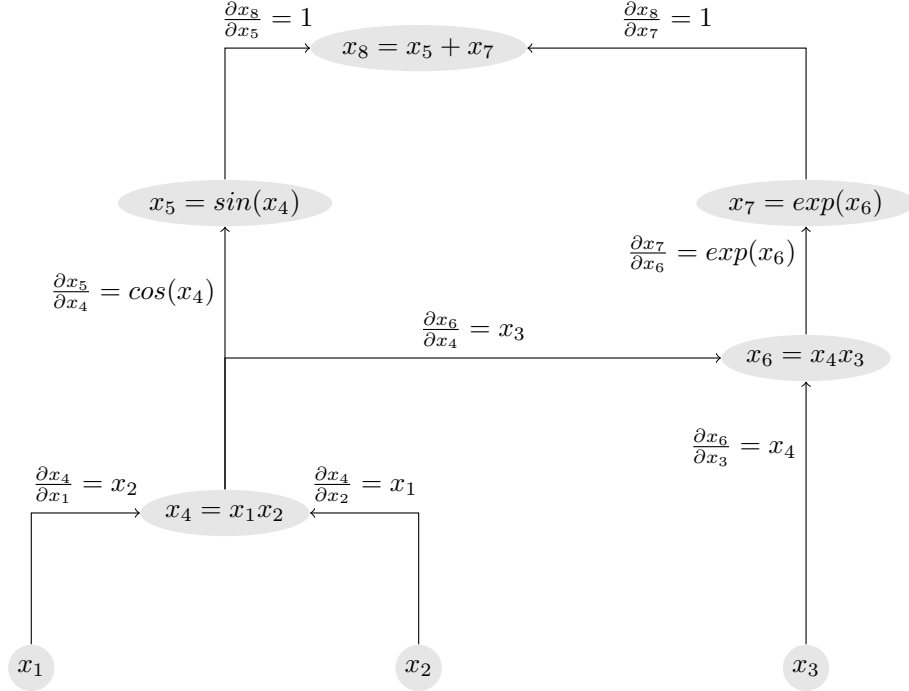 ∂x₈/∂x₅ = 1
∂x₈/∂x₇ = 1
x₈ = x₅ + x₇
x₅ = sin(x₄)
x₇ = exp(x₆)
∂x₇/∂x₆ = exp(x₆)
∂x₅/∂x₄ = cos(x₄)
∂x₆/∂x₄ = x₃
x₆ = x₄x₃
∂x₆/∂x₃ = x₄
∂x₄/∂x₁ = x₂
∂x₄/∂x₂ = x₁
x₄ = x₁x₂
x₁
x₂
x₃